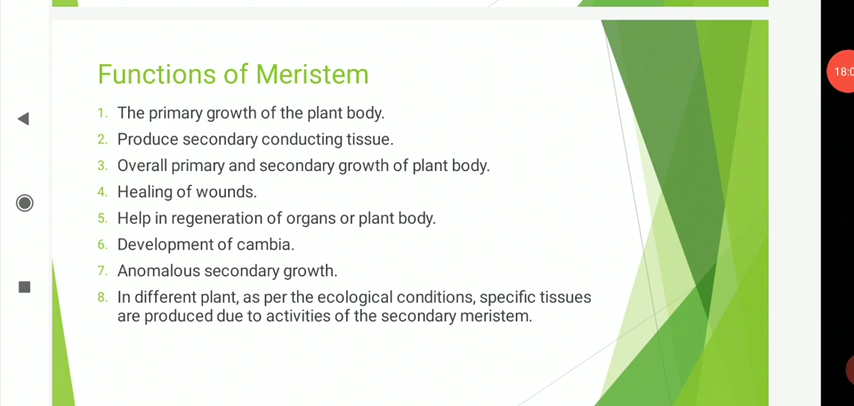 Functions of Meristem
1. The primary growth of the plant body.
2. Produce secondary conducting tissue.
3. Overall primary and secondary growth of plant body.
4. Healing of wounds.
5. Help in regeneration of organs or plant body.
6. Development of cambia.
7. Anomalous secondary growth.
8. In different plant, as per the ecological conditions, specific tissues
are produced due to activities of the secondary meristem.